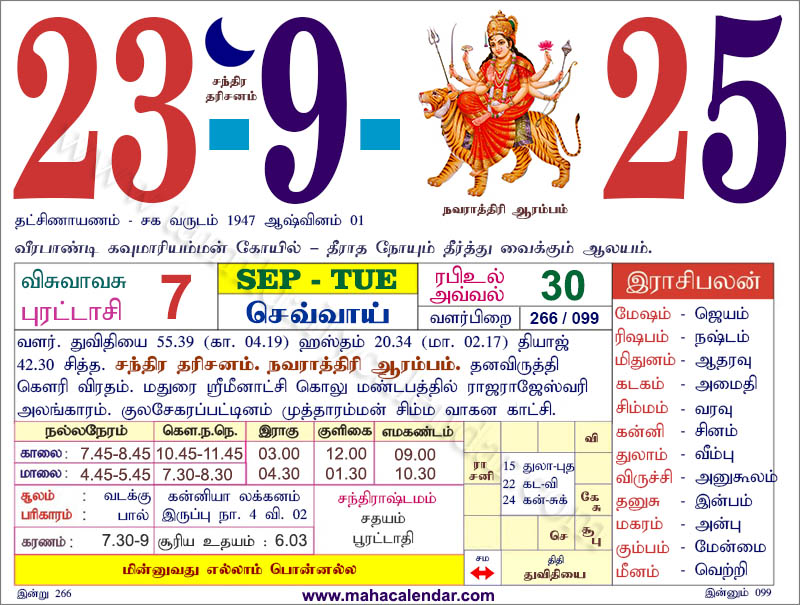 23-9-25
சந்திர
தரிசனம்
நவராத்திரி ஆரம்பம்
தட்சிணாயணம் - சக வருடம் 1947 ஆஷ்வினம் 01
வீரபாண்டி கவுமாரியம்மன் கோயில் – தீராத நோயும் தீர்த்து வைக்கும் ஆலயம்.
விசுவாவசு
புரட்டாசி 7
SEP - TUE
செவ்வாய்
ரபிஉல்
அவ்வல் 30
வளர்பிறை 266 / 099
வளர். துவிதியை 55.39 (கா. 04.19) ஹஸ்தம் 20.34 (மா. 02.17) தியாஜ்
42.30 சித்த. சந்திர தரிசனம். நவராத்திரி ஆரம்பம். தனவிருத்தி
கௌரி விரதம். மதுரை ஸ்ரீமீனாட்சி கொலு மண்டபத்தில் ராஜராஜேஸ்வரி
அலங்காரம். குலசேகரப்பட்டினம் முத்தாரம்மன் சிம்ம வாகன காட்சி.
நல்லநேரம் கௌ.ந.நெ. இராகு குளிகை எமகண்டம்
காலை: 7.45-8.45 10.45-11.45 03.00 12.00 09.00
மாலை: 4.45-5.45 7.30-8.30 04.30 01.30 10.30
சூலம் : வடக்கு
பரிகாரம் : பால்
கன்னியா லக்கனம்
இருப்பு நா. 4 வி. 02
சந்திராஷ்டமம்
சதயம்
பூரட்டாதி
கரணம் : 7.30-9 சூரிய உதயம் : 6.03
மின்னுவது எல்லாம் பொன்னல்ல
வி
ரா
சனி
15 துலா-புத
22 கட-வி
24 கன்-சுக்
கே
சு
செ
சூ
பு
சம
திதி
துவிதியை
இராசிபலன்
மேஷம் - ஜெயம்
ரிஷபம் - நஷ்டம்
மிதுனம் - ஆதரவு
கடகம் - அமைதி
சிம்மம் - வரவு
கன்னி - சினம்
துலாம் - வீம்பு
விருச்சி - அனுகூலம்
தனுசு - இன்பம்
மகரம் - அன்பு
கும்பம் - மேன்மை
மீனம் - வெற்றி
இன்று 266
www.mahacalendar.com
இன்னும் 099